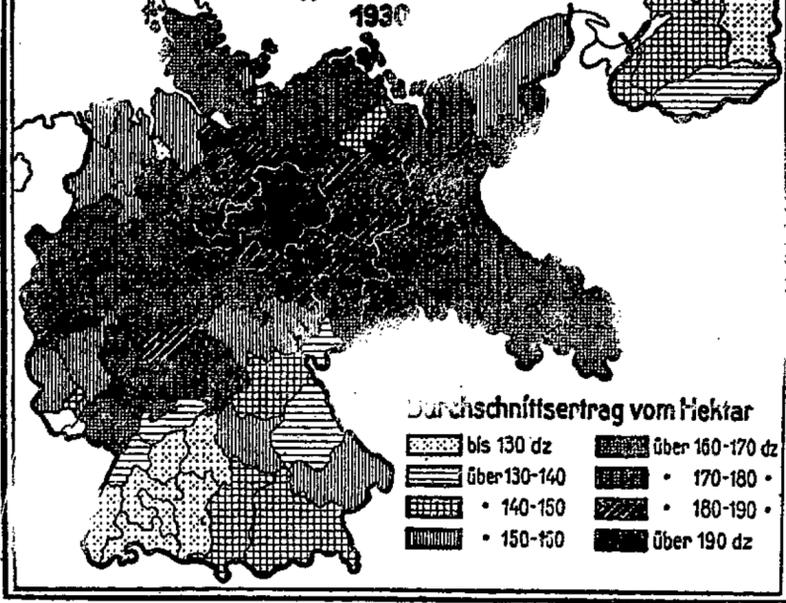 1930
Durchschnittsertrag vom Hektar
bis 130 dz
über 130-140
" 140-150
" 150-160
über 160-170 dz
" 170-180 "
" 180-190 "
über 190 dz